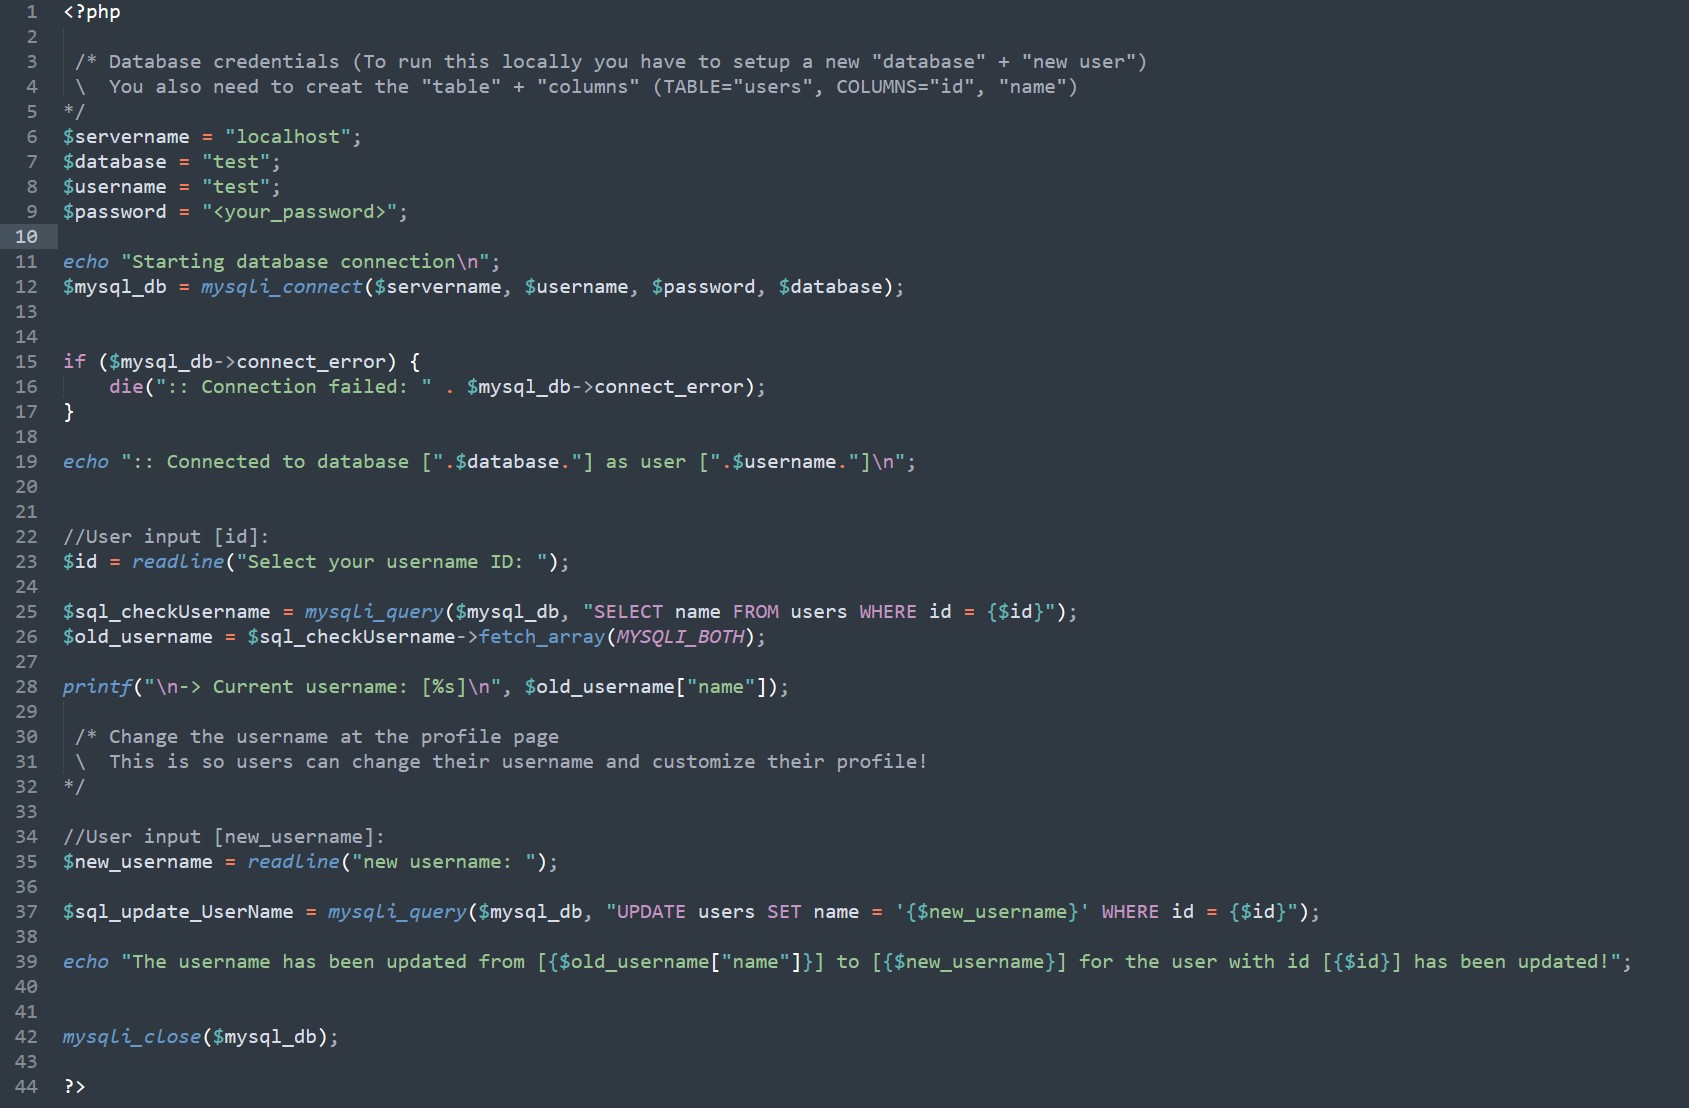 1 <?php
2
3 /* Database credentials (To run this locally you have to setup a new "database" + "new user")
4 \ You also need to creat the "table" + "columns" (TABLE="users", COLUMNS="id", "name")
5 */
6 $servername = "localhost";
7 $database = "test";
8 $username = "test";
9 $password = "<your_password>";
10
11 echo "Starting database connection\n";
12 $mysql_db = mysqli_connect($servername, $username, $password, $database);
13
14
15 if ($mysql_db->connect_error) {
16     die(":: Connection failed: " . $mysql_db->connect_error);
17 }
18
19 echo ":: Connected to database [".$database."] as user [".$username."]\n";
20
21
22 //User input [id]:
23 $id = readline("Select your username ID: ");
24
25 $sql_checkUsername = mysqli_query($mysql_db, "SELECT name FROM users WHERE id = {$id}");
26 $old_username = $sql_checkUsername->fetch_array(MYSQLI_BOTH);
27
28 printf("\n-> Current username: [%s]\n", $old_username["name"]);
29
30 /* Change the username at the profile page
31 \ This is so users can change their username and customize their profile!
32 */
33
34 //User input [new_username]:
35 $new_username = readline("new username: ");
36
37 $sql_update_UserName = mysqli_query($mysql_db, "UPDATE users SET name = '{$new_username}' WHERE id = {$id}");
38
39 echo "The username has been updated from [{$old_username["name"]}] to [{$new_username}] for the user with id [{$id}] has been updated!";
40
41
42 mysqli_close($mysql_db);
43
44 ?>